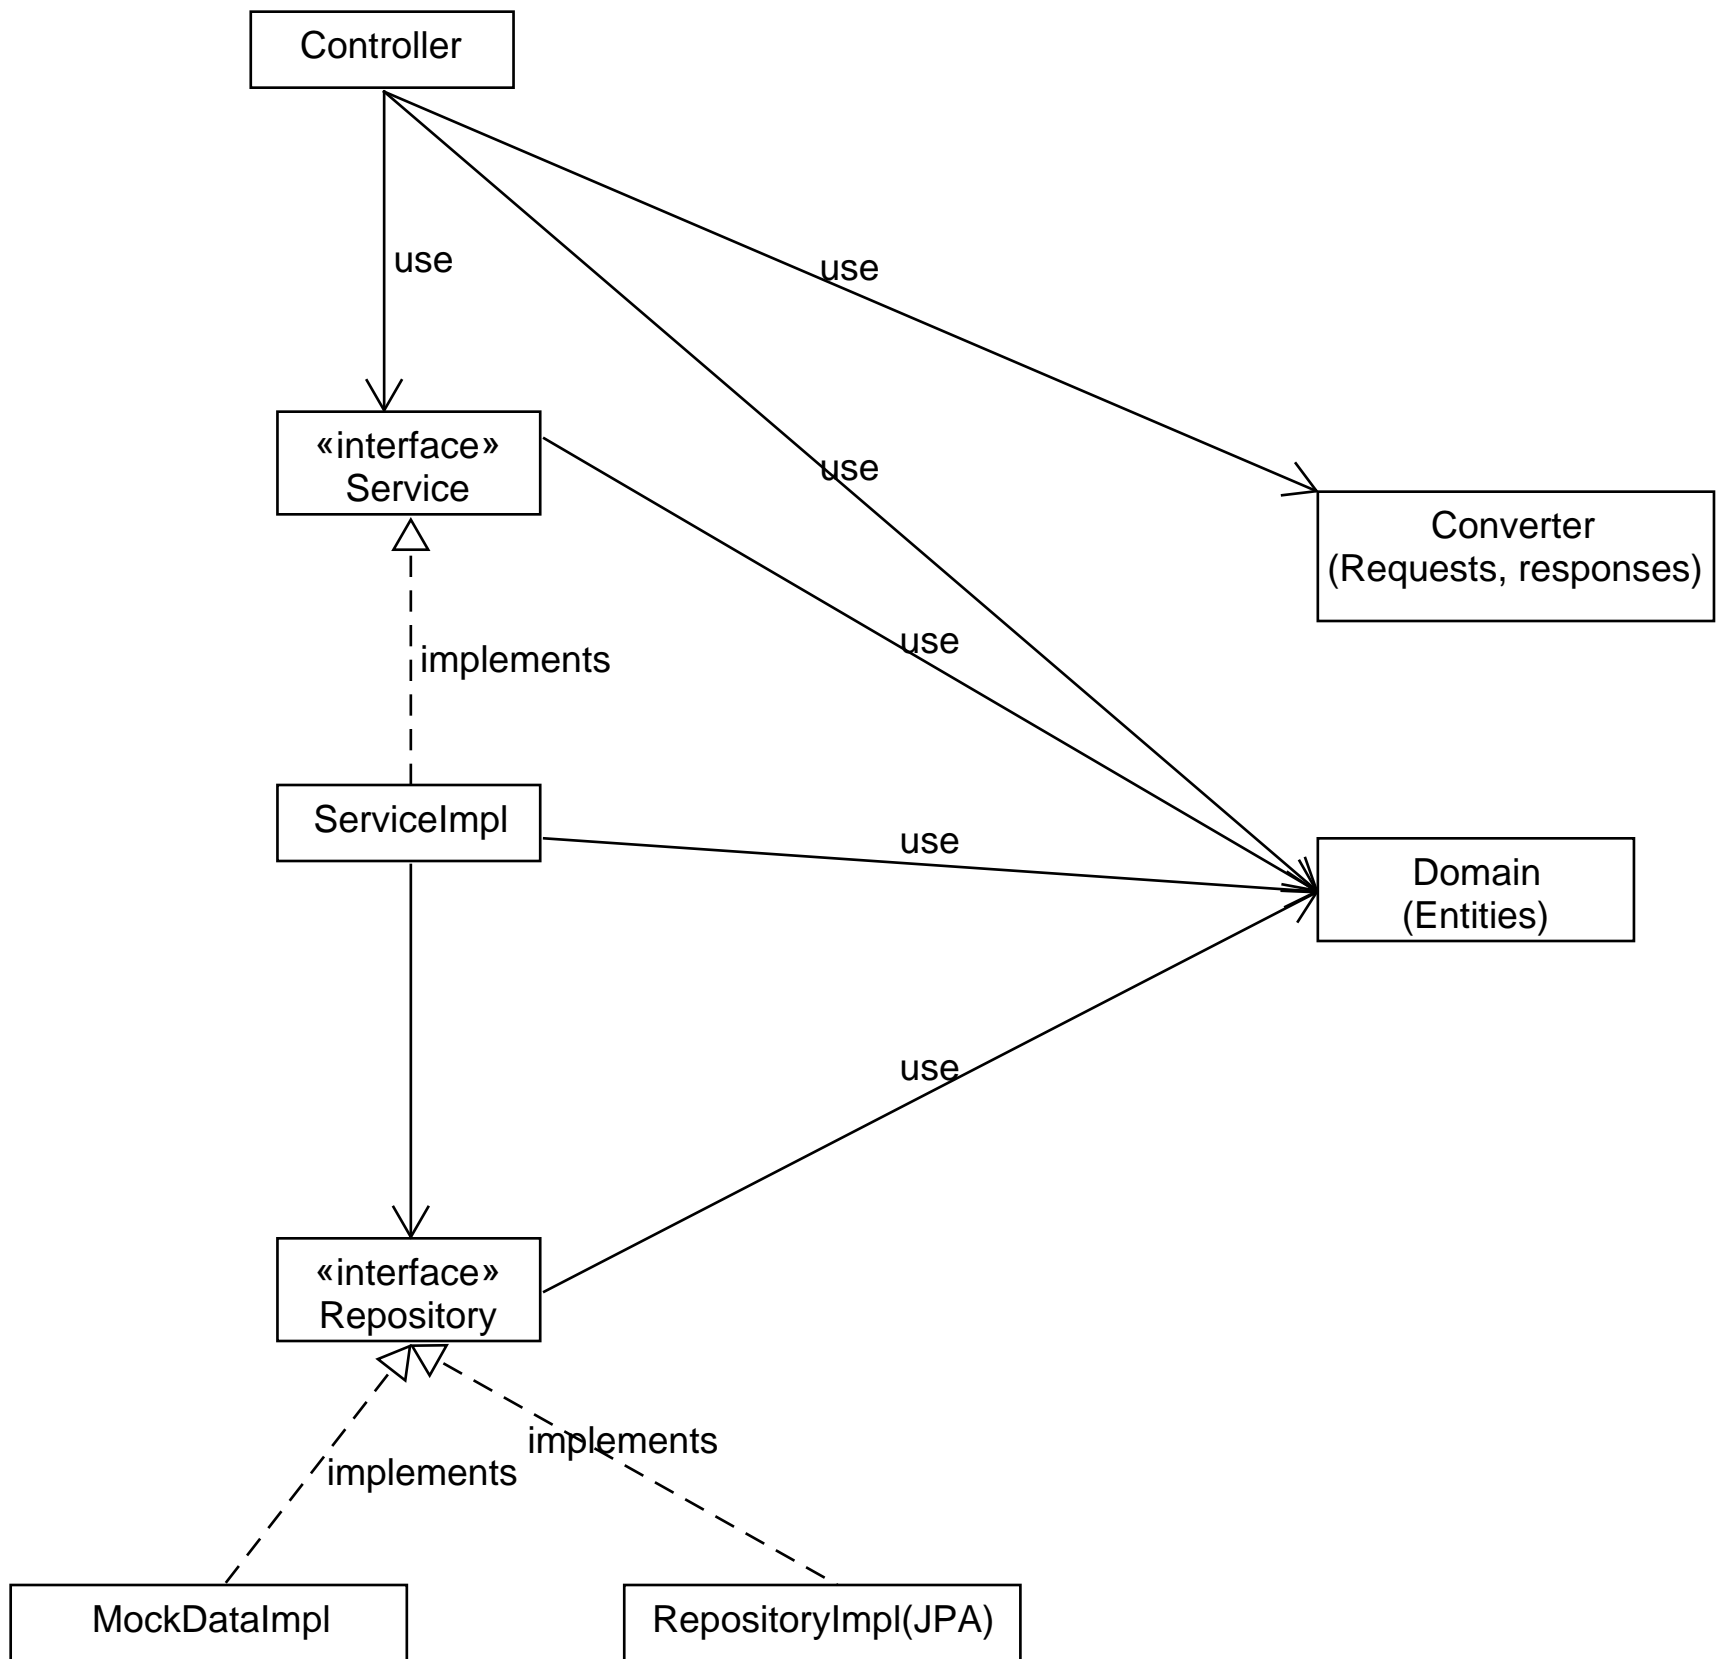 Controller
use
use
«interface»
Service
use
Converter
(Requests, responses)
use
implements
ServiceImpl
use
Domain
(Entities)
use
«interface»
Repository
implements
implements
MockDataImpl
RepositoryImpl(JPA)